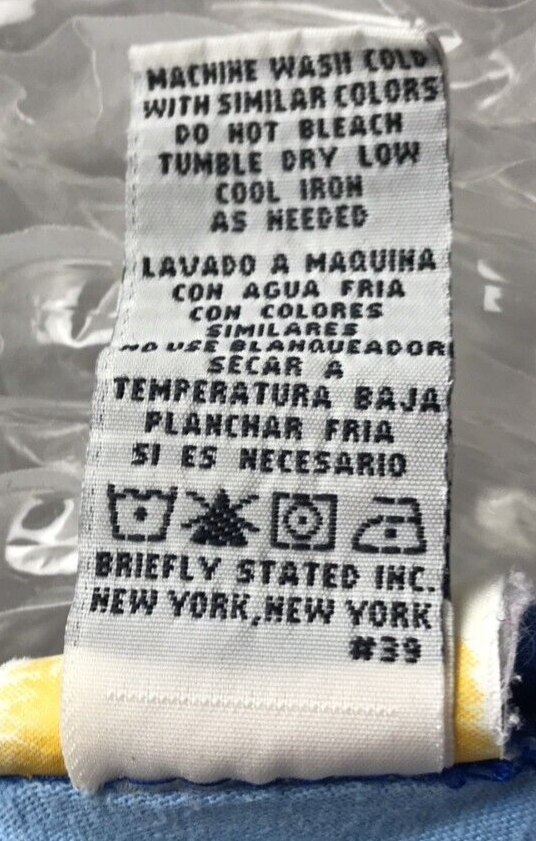 MACHINE WASH COLD
WITH SIMILAR COLORS
DO NOT BLEACH
TUMBLE DRY LOW
COOL IRON
AS NEEDED
LAVADO A MAQUINA
CON AGUA FRIA
CON COLORES
SIMILARES
NO USE BLANQUEADOR
SECAR A
TEMPERATURA BAJA
PLANCHAR FRIA
SI ES NECESARIO
BRIEFLY STATED INC.
NEW YORK, NEW YORK
#39